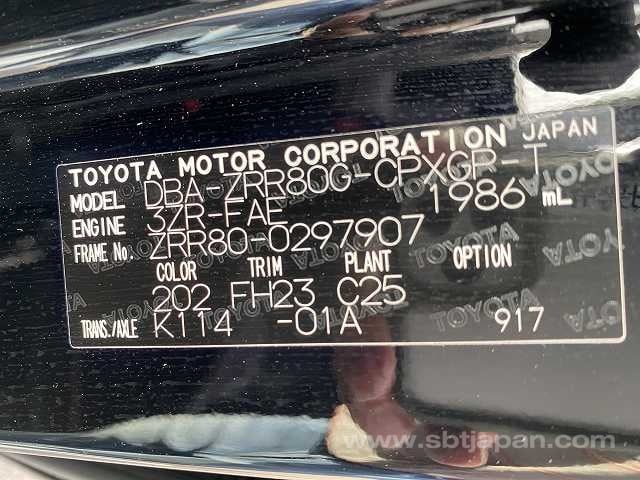 TOYOTA MOTOR CORPORATION JAPAN
MODEL DBA-ZRR80G-CPXGP-T
ENGINE 3ZR-FAE 1986 mL
FRAME No. ZRR80-0297907
COLOR TRIM PLANT OPTION
202 FH23 C25
TRANS./AXLE K114 -01A 917
www.sbtjapan.com